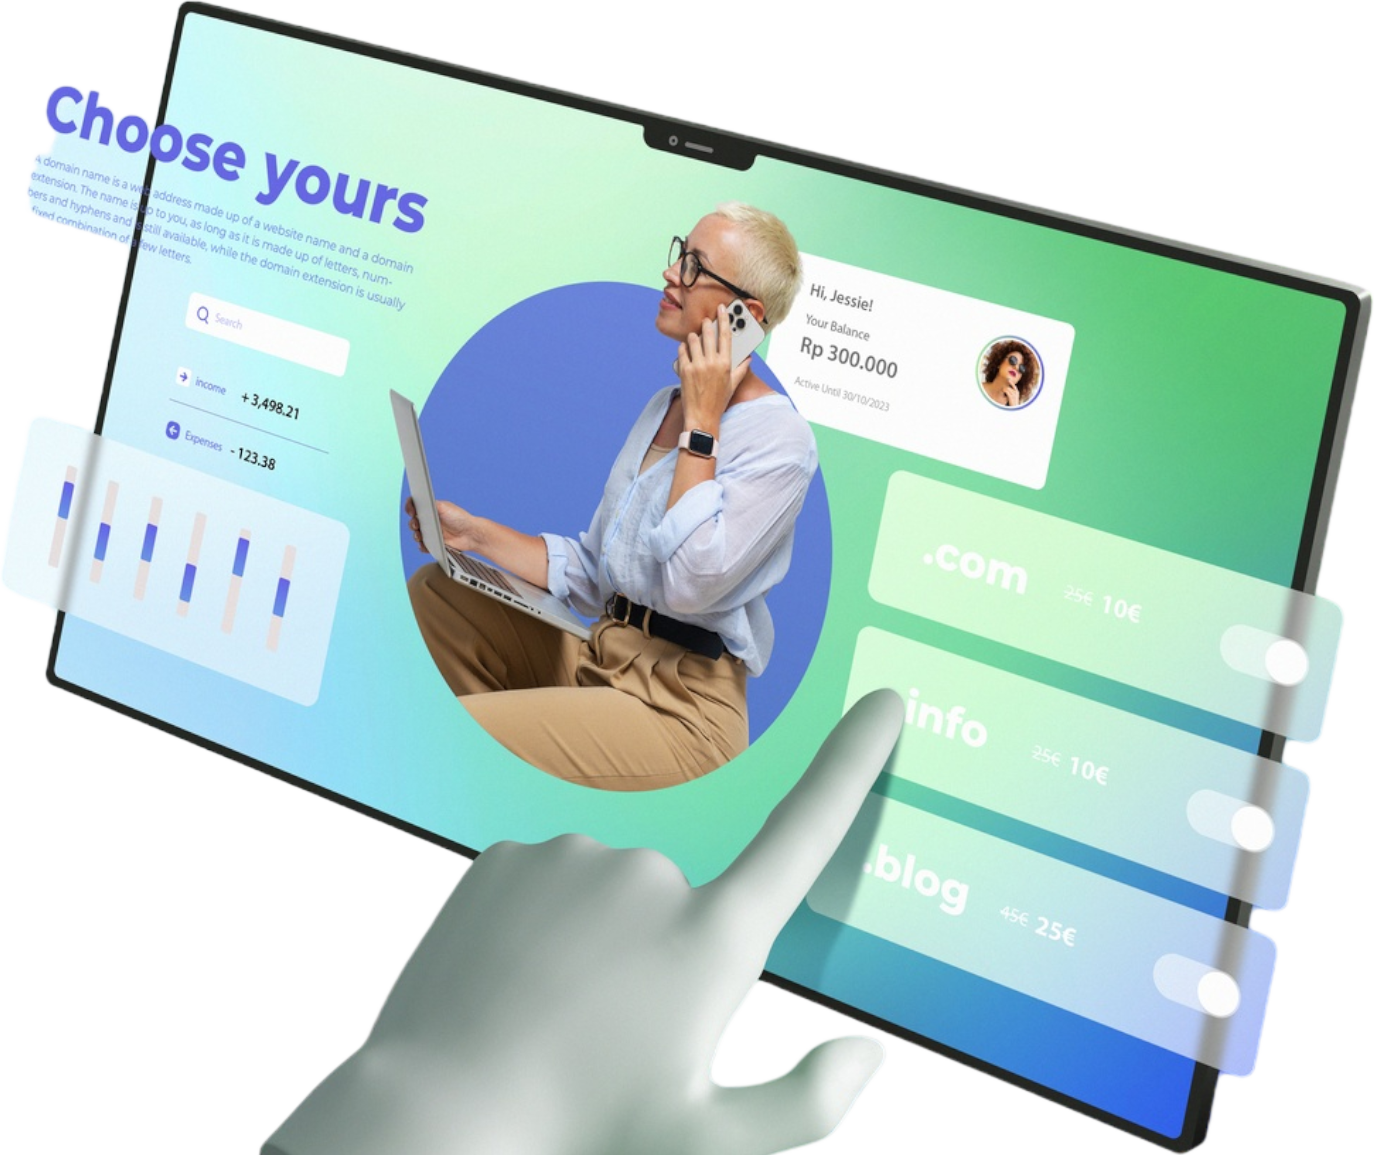 Choose yours
A domain name is a web address made up of a website name and a domain
extension. The name is up to you, as long as it is made up of letters, num-
bers and hyphens and is still available, while the domain extension is usually
fixed combination of a few letters.
Search
income + 3,498.21
Expenses - 123.38
Hi, Jessie!
Your Balance
Rp 300.000
Active Until 30/10/2023
.com 25€ 10€
.info 25€ 10€
.blog 45€ 25€